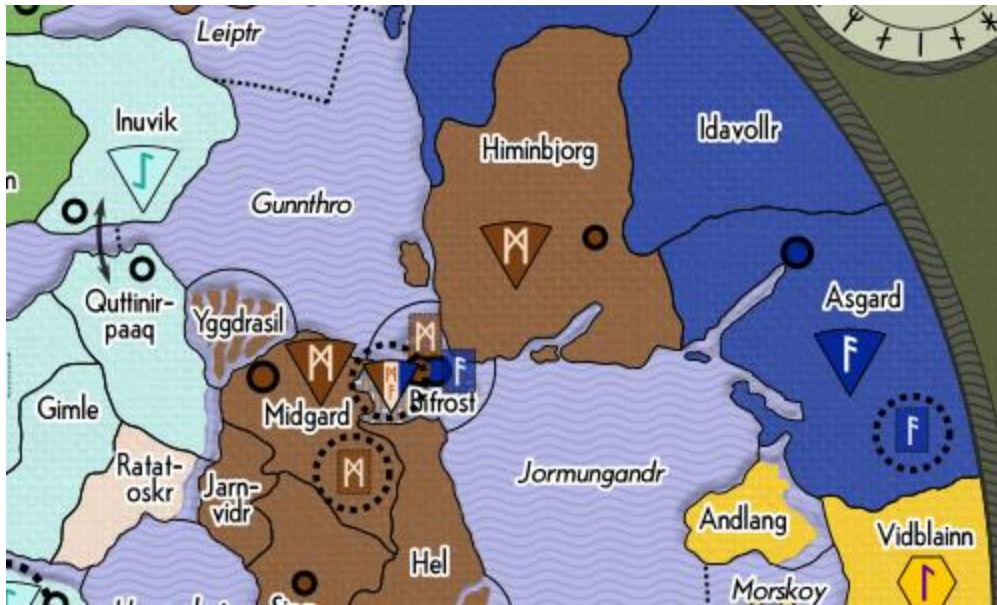 Leiptr
Inuvik
Idavollr
Himinbjorg
ᛚ
ᛗ
Gunnthro
Quttinir-
paaq
Yggdrasil
Asgard
ᛗ
ᛗ
ᚨ
ᚨ
Midgard
Bifrost
Gimle
ᚨ
ᛗ
Ratat-
oskr
Jarn-
vidr
Jormungandr
Andlang
Vidblainn
Hel
ᛚ
Morskoy